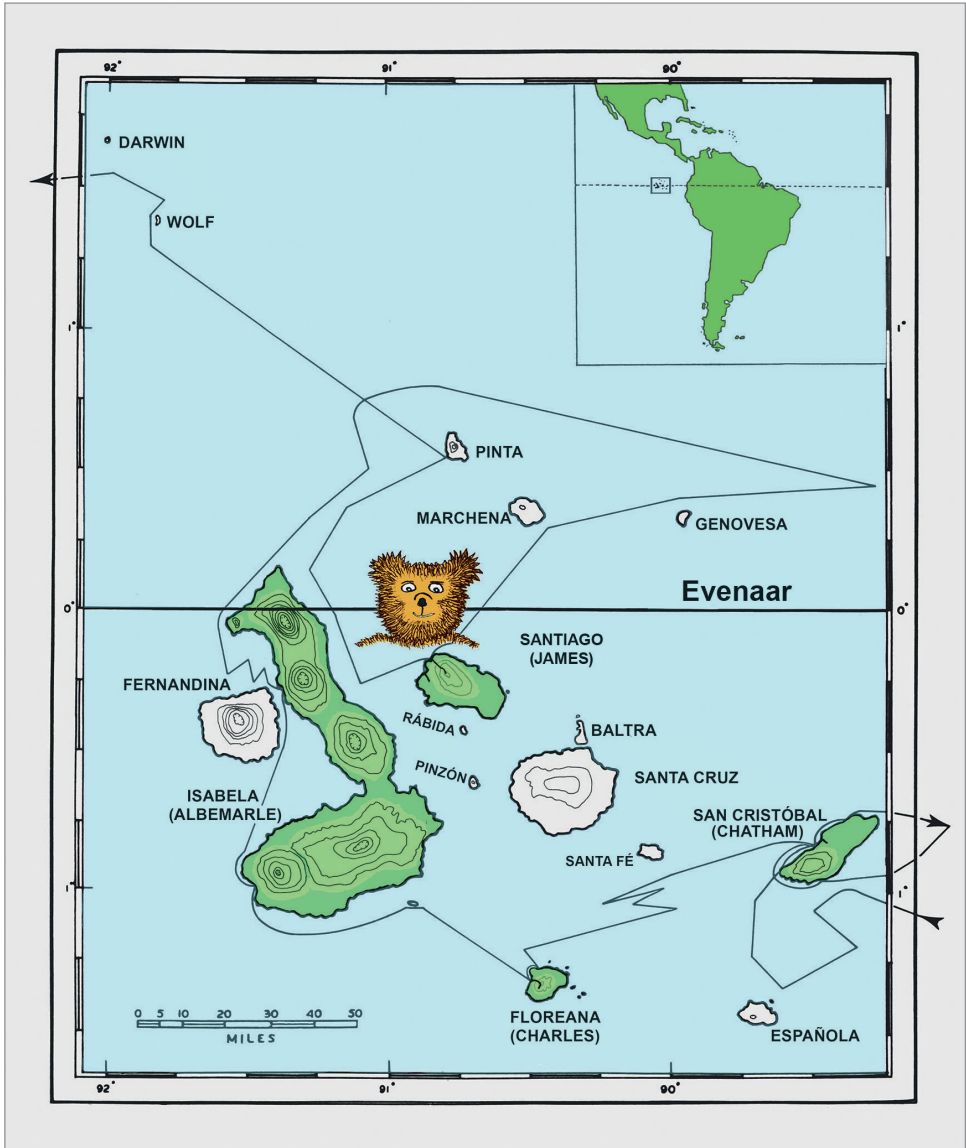 92°
91°
90°
DARWIN
WOLF
1°
1°
PINTA
MARCHENA
GENOVESA
Evenaar
0°
0°
SANTIAGO
(JAMES)
FERNANDINA
RÁBIDA
BALTRA
PINZÓN
SANTA CRUZ
ISABELA
(ALBEMARLE)
SAN CRISTÓBAL
(CHATHAM)
SANTA FÉ
1°
1°
0 5 10 20 30 40 50
MILES
FLOREANA
(CHARLES)
ESPAÑOLA
92°
91°
90°